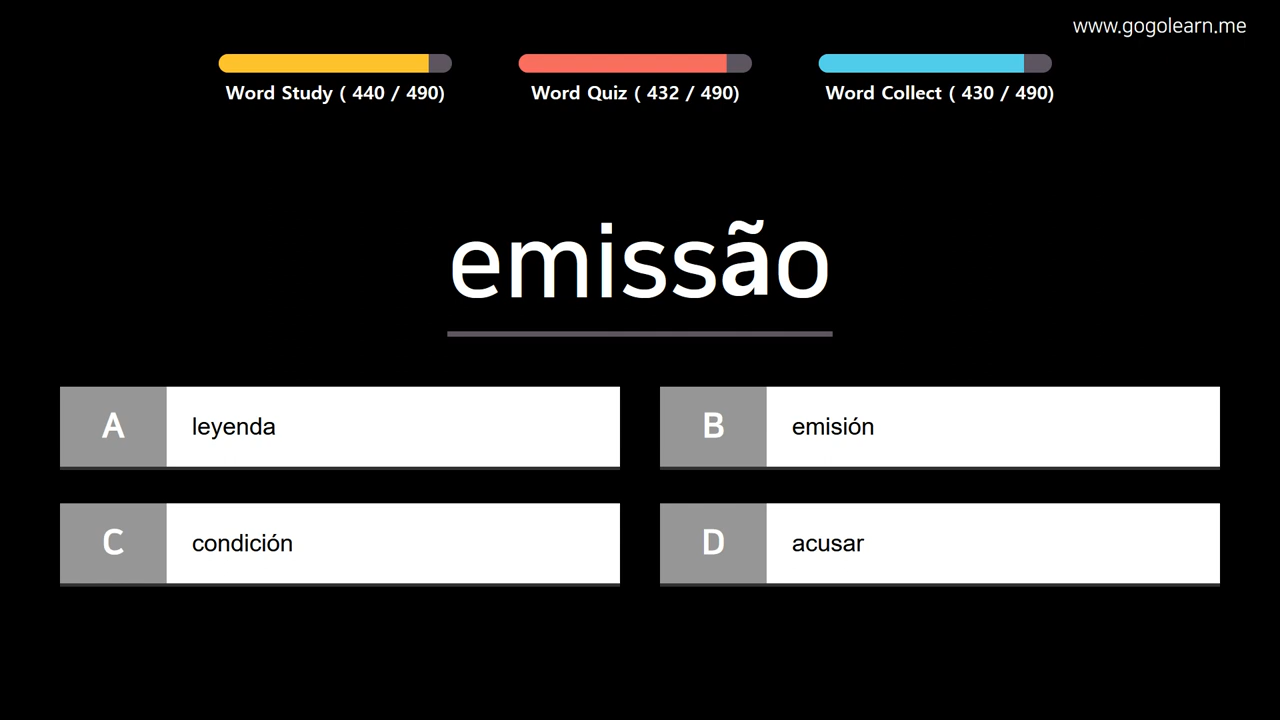 www.gogolearn.me
Word Study ( 440 / 490)
Word Quiz ( 432 / 490)
Word Collect ( 430 / 490)
emissão
A leyenda
B emisión
C condición
D acusar